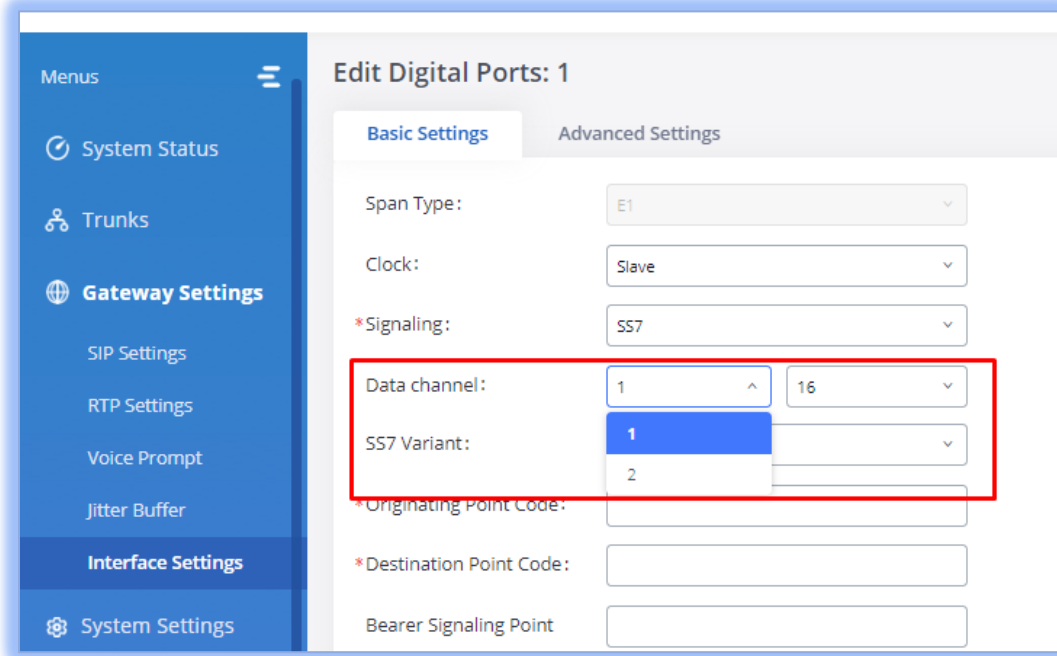 Menus
System Status
Trunks
Gateway Settings
SIP Settings
RTP Settings
Voice Prompt
Jitter Buffer
Interface Settings
System Settings
Edit Digital Ports: 1
Basic Settings Advanced Settings
Span Type: E1
Clock: Slave
*Signaling: SS7
Data channel: 1 16
1
SS7 Variant:
2
*Originating Point Code:
*Destination Point Code:
Bearer Signaling Point